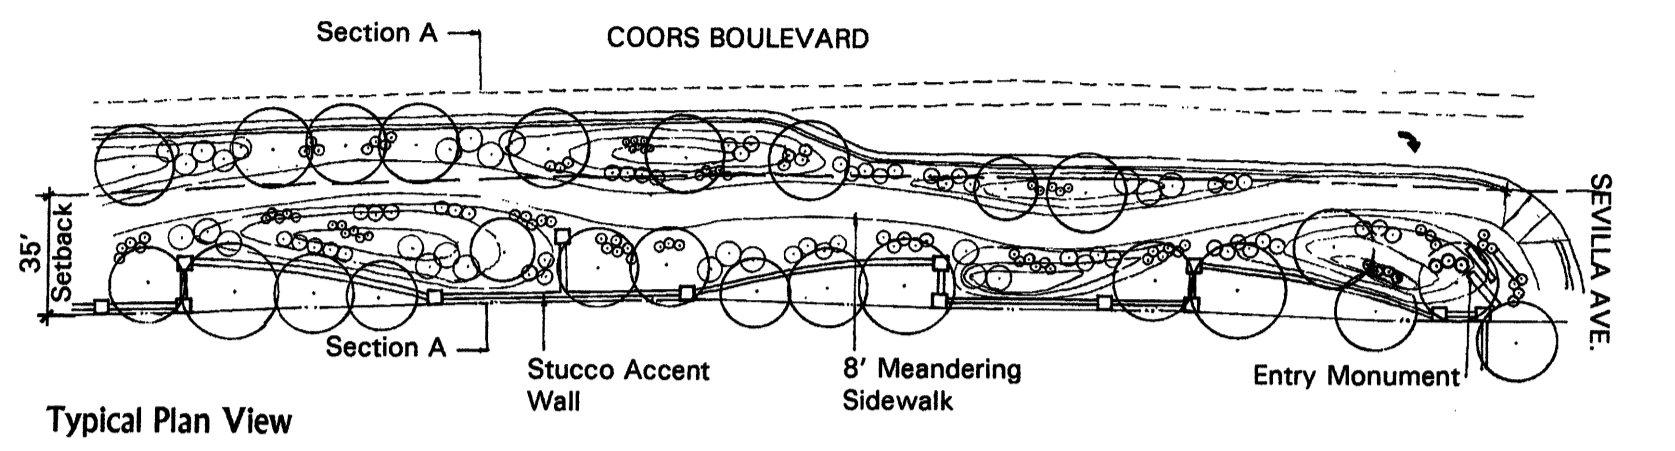 Section A
COORS BOULEVARD
35'
Setback
SEVILLA AVE.
Section A
Stucco Accent
Wall
8' Meandering
Sidewalk
Entry Monument
Typical Plan View